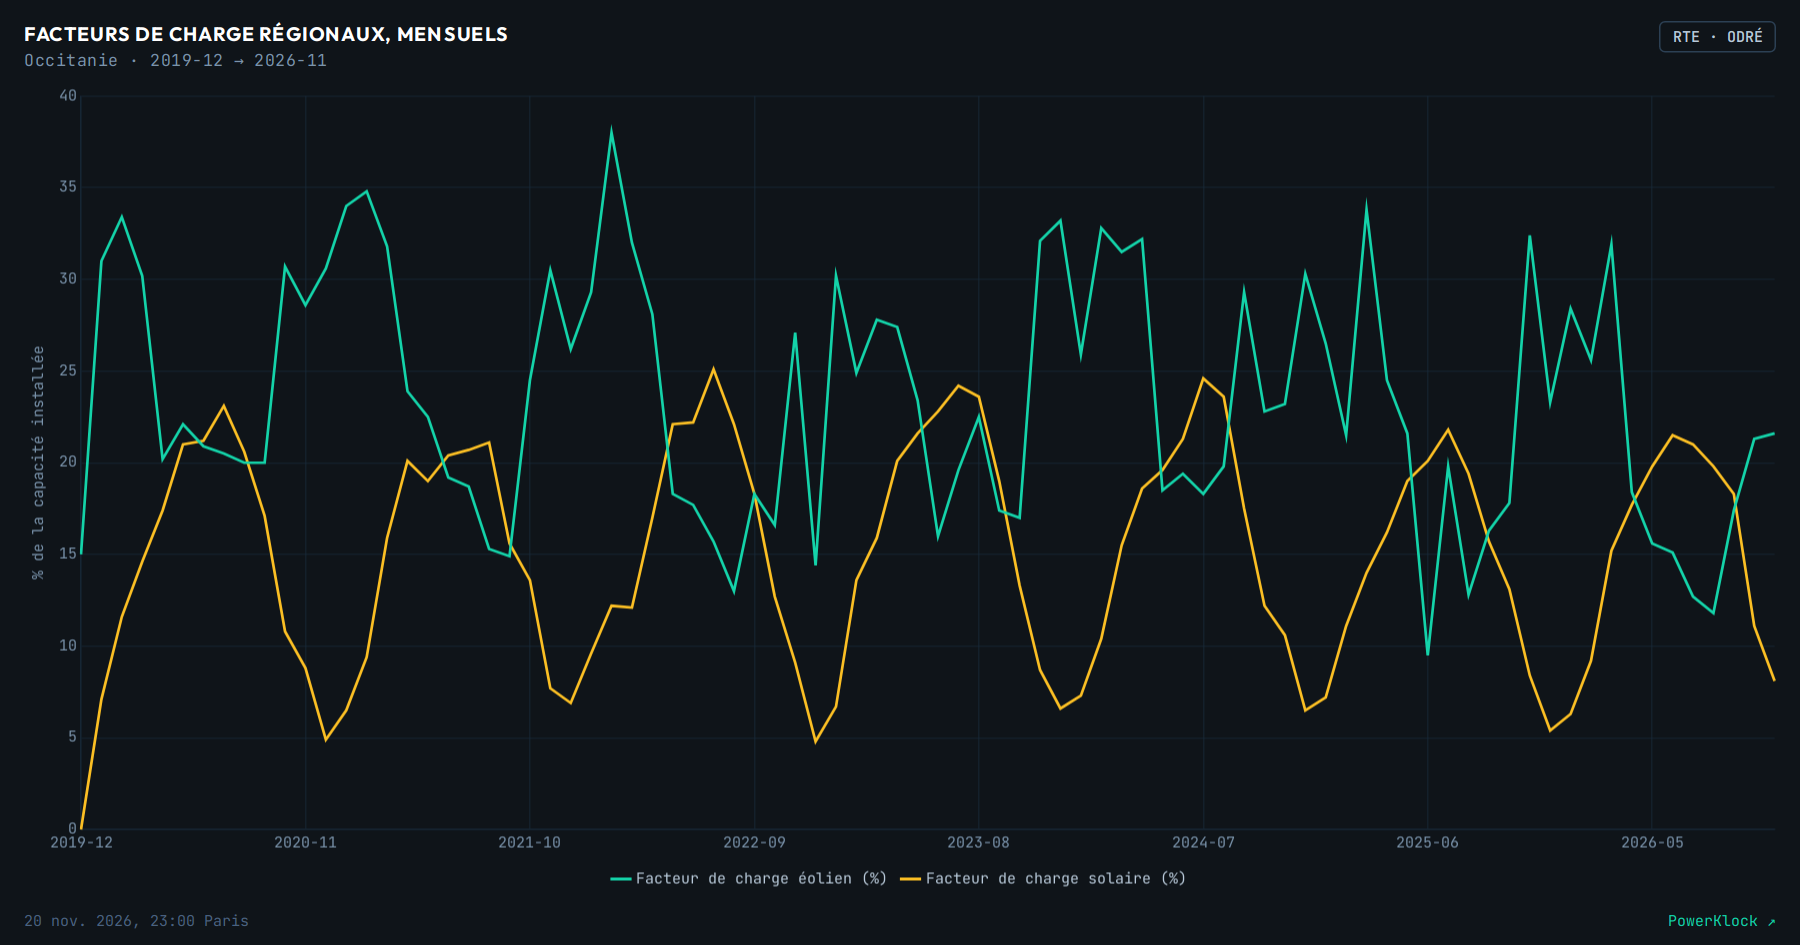 FACTEURS DE CHARGE RÉGIONAUX, MENSUELS
Occitanie · 2019-12 → 2026-11
RTE · ODRÉ
% de la capacité installée
40
35
30
25
20
15
10
5
0
2019-12
2020-11
2021-10
2022-09
2023-08
2024-07
2025-06
2026-05
Facteur de charge éolien (%)
Facteur de charge solaire (%)
20 nov. 2026, 23:00 Paris
PowerKlock ↗